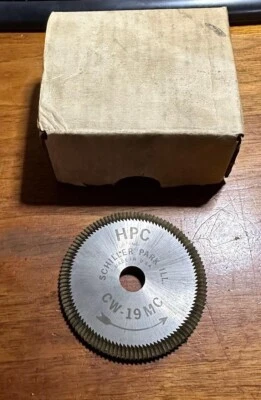 HPC
SCHILLER PARK, ILL
CW-19MC